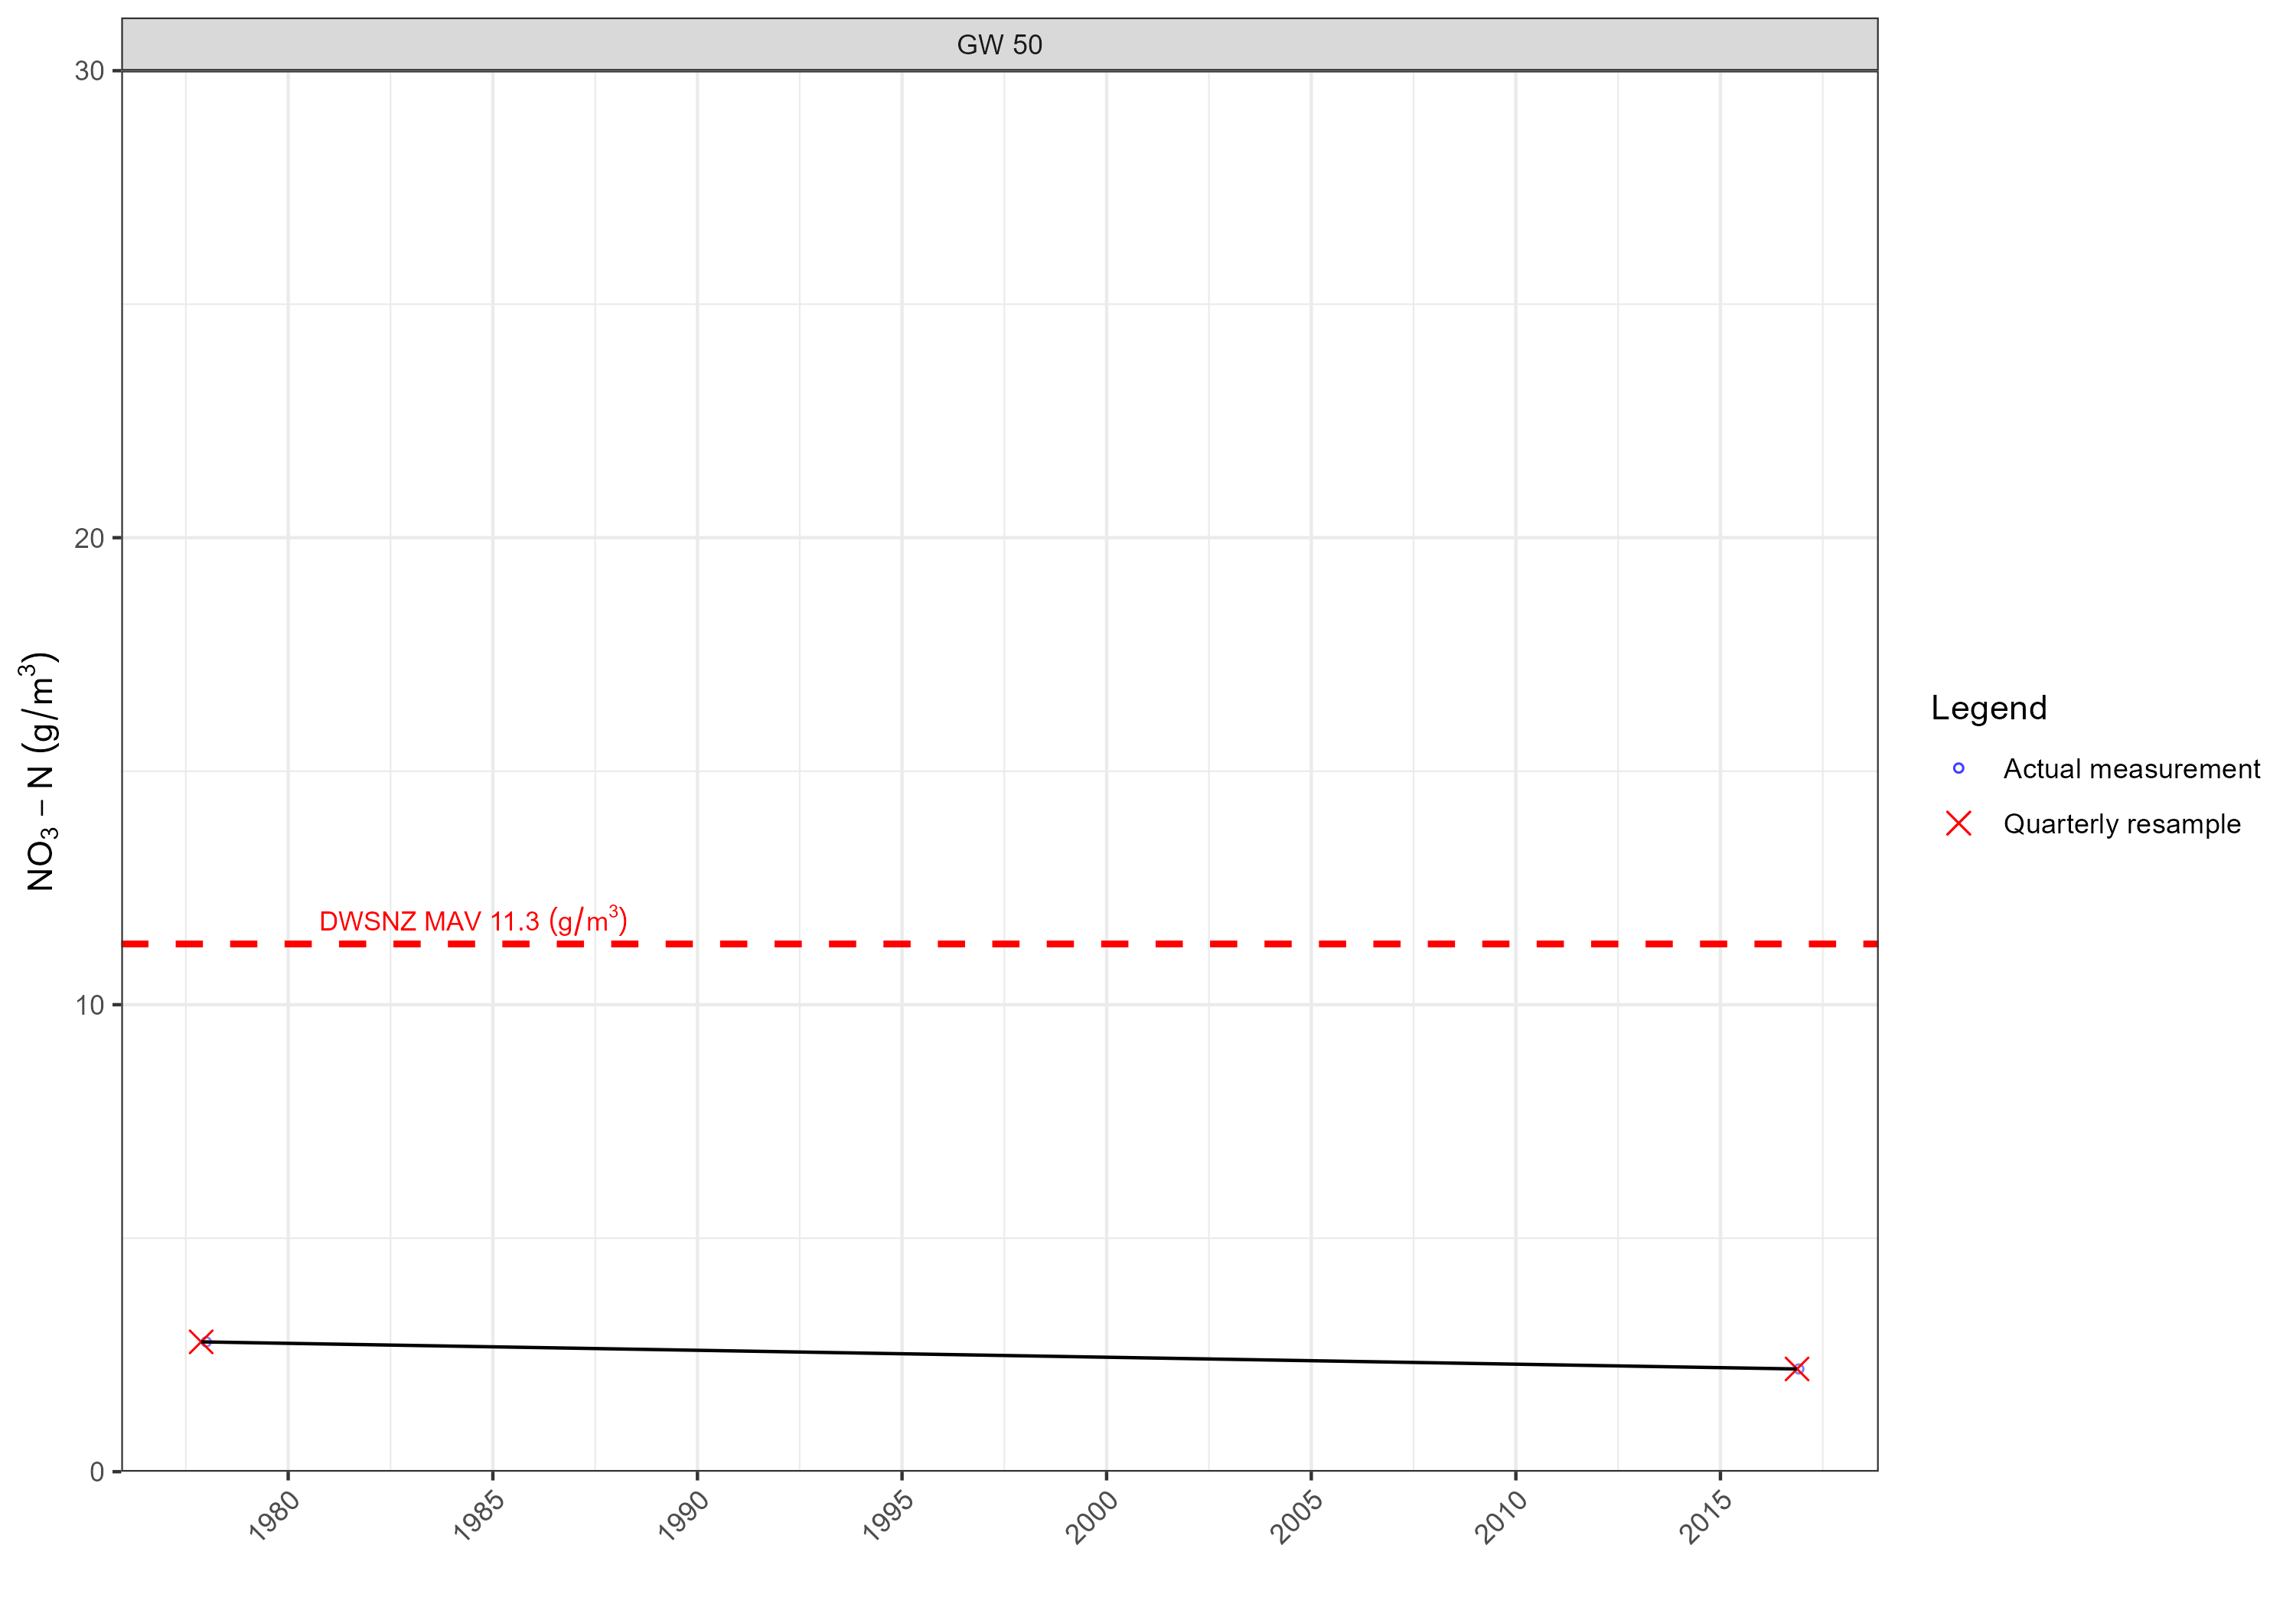 GW 50
30
20
10
0
NO₃ – N (g/m³)
DWSNZ MAV 11.3 (g/m³)
1980
1985
1990
1995
2000
2005
2010
2015
Legend
Actual measurement
Quarterly resample